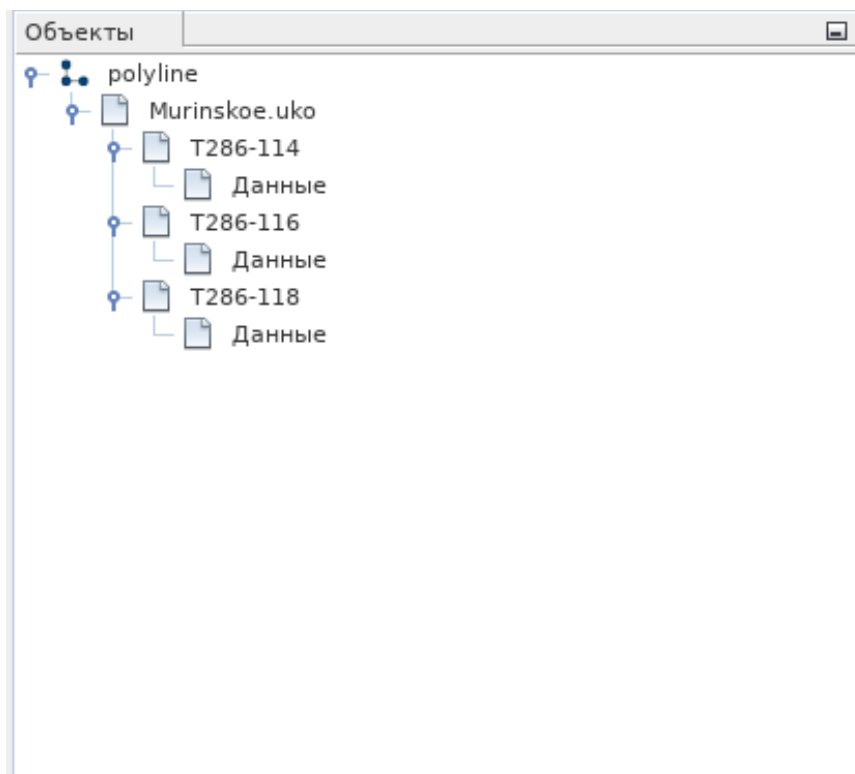 Объекты
polyline
Murinskoe.uko
T286-114
Данные
T286-116
Данные
T286-118
Данные